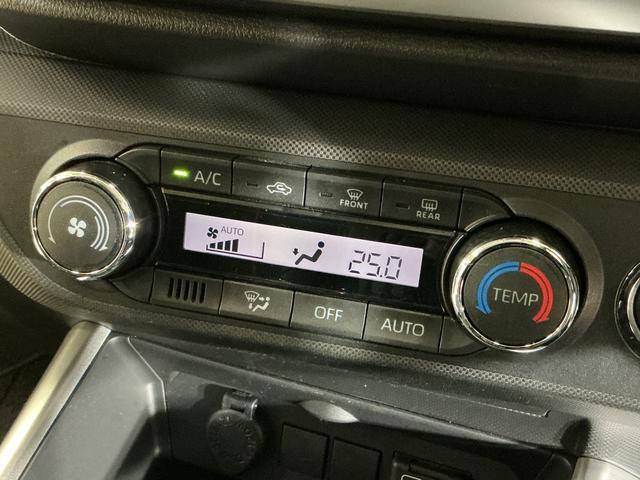 A/C
FRONT
REAR
AUTO
25.0
TEMP
OFF
AUTO